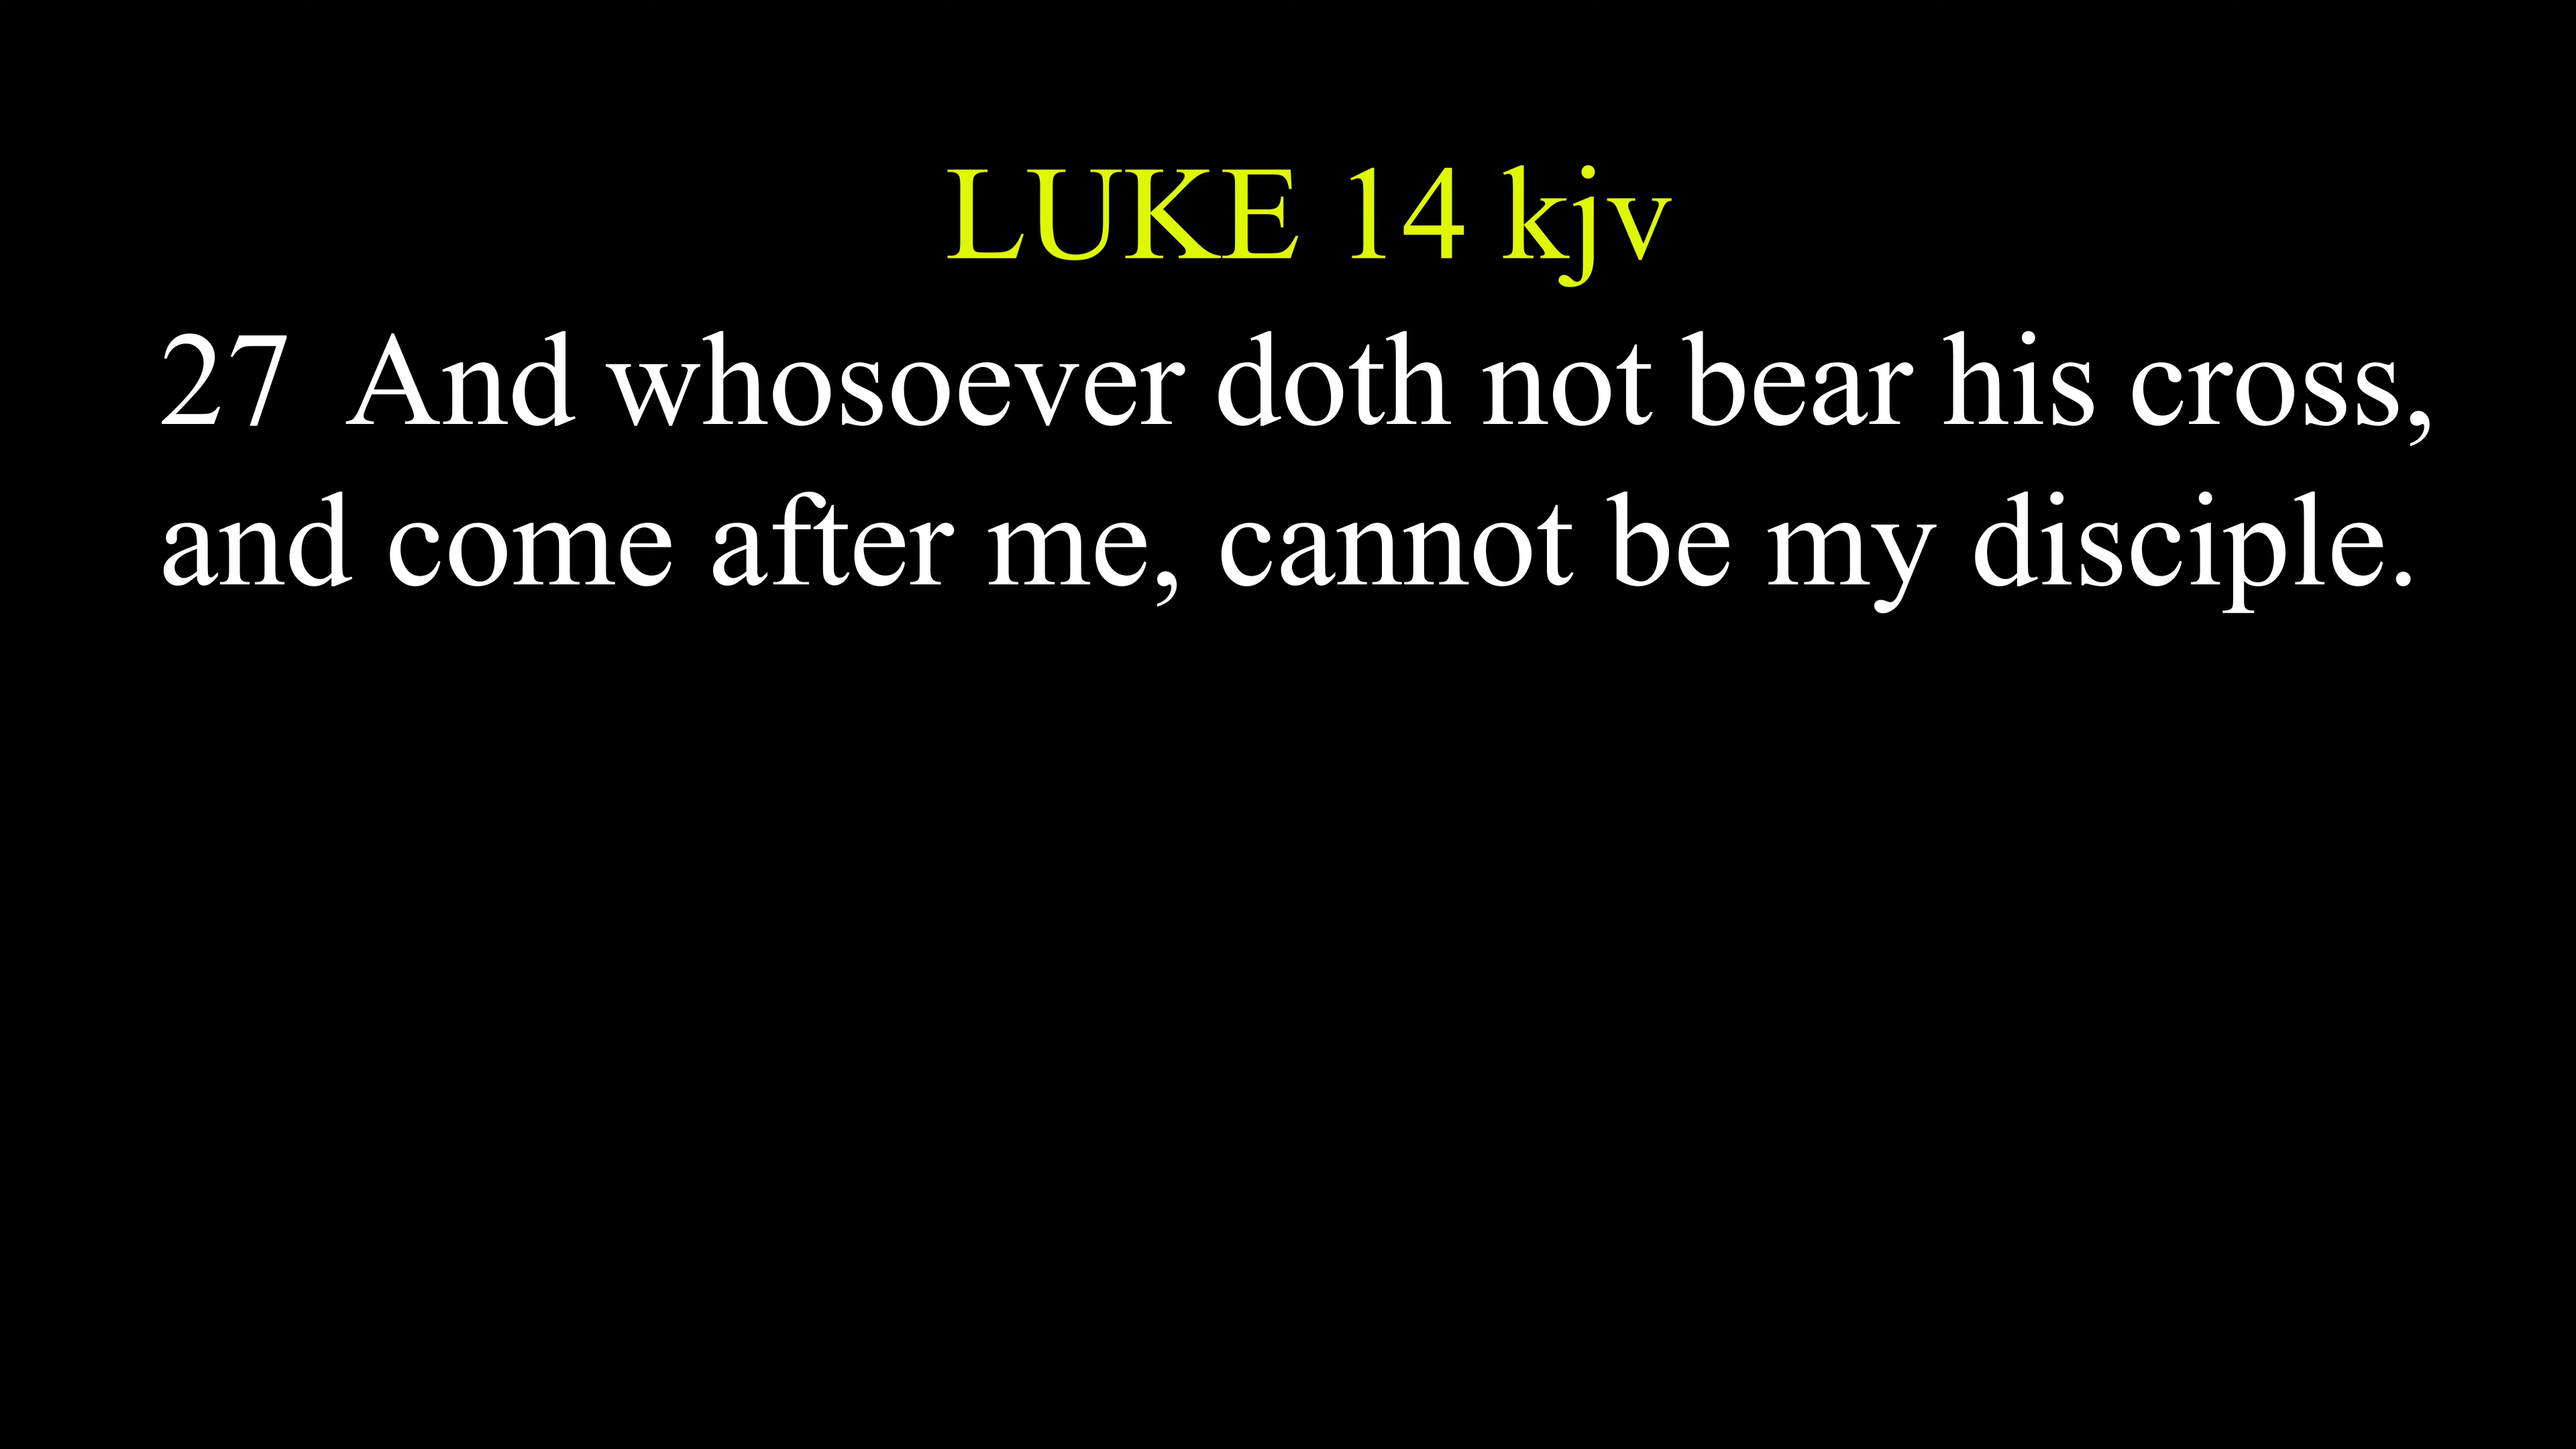 LUKE 14 kjv
27 And whosoever doth not bear his cross,
and come after me, cannot be my disciple.